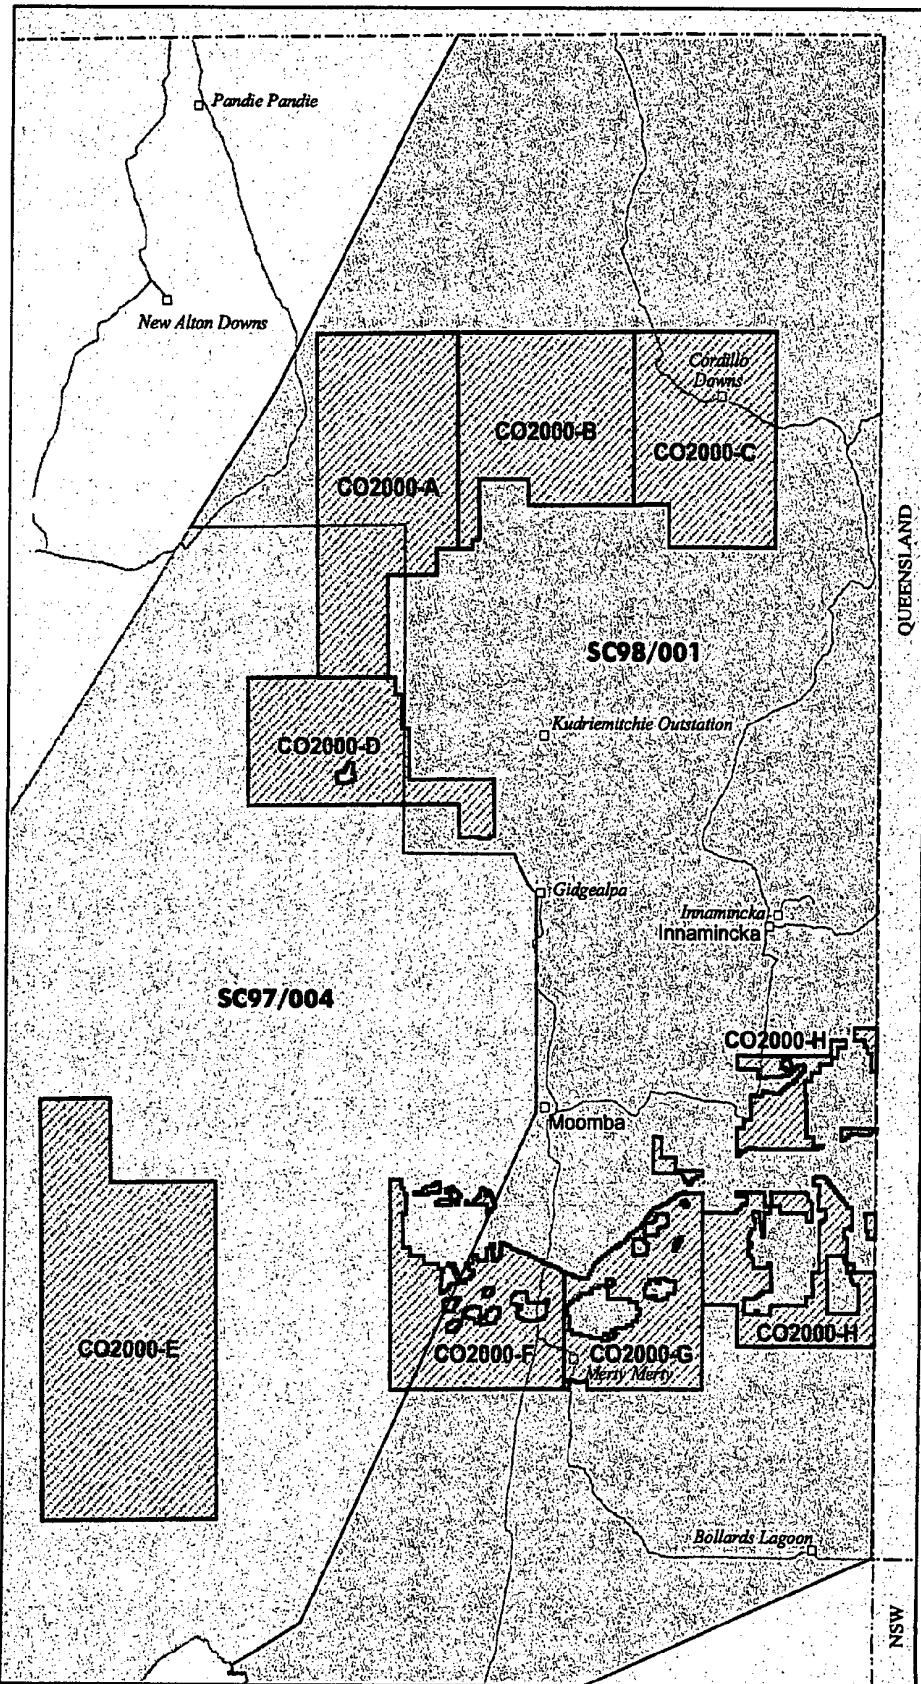 Pandie Pandie
New Alton Downs
Cordillo
Downs
CO2000-B
CO2000-C
CO2000-A
QUEENSLAND
SC98/001
Kudriemitchie Outstation
CO2000-D
Gidgealpa
Innamincka
Innamincka
SC97/004
CO2000-H
Moomba
CO2000-H
CO2000-E
CO2000-F
CO2000-G
Merty Merty
Bollards Lagoon
NSW